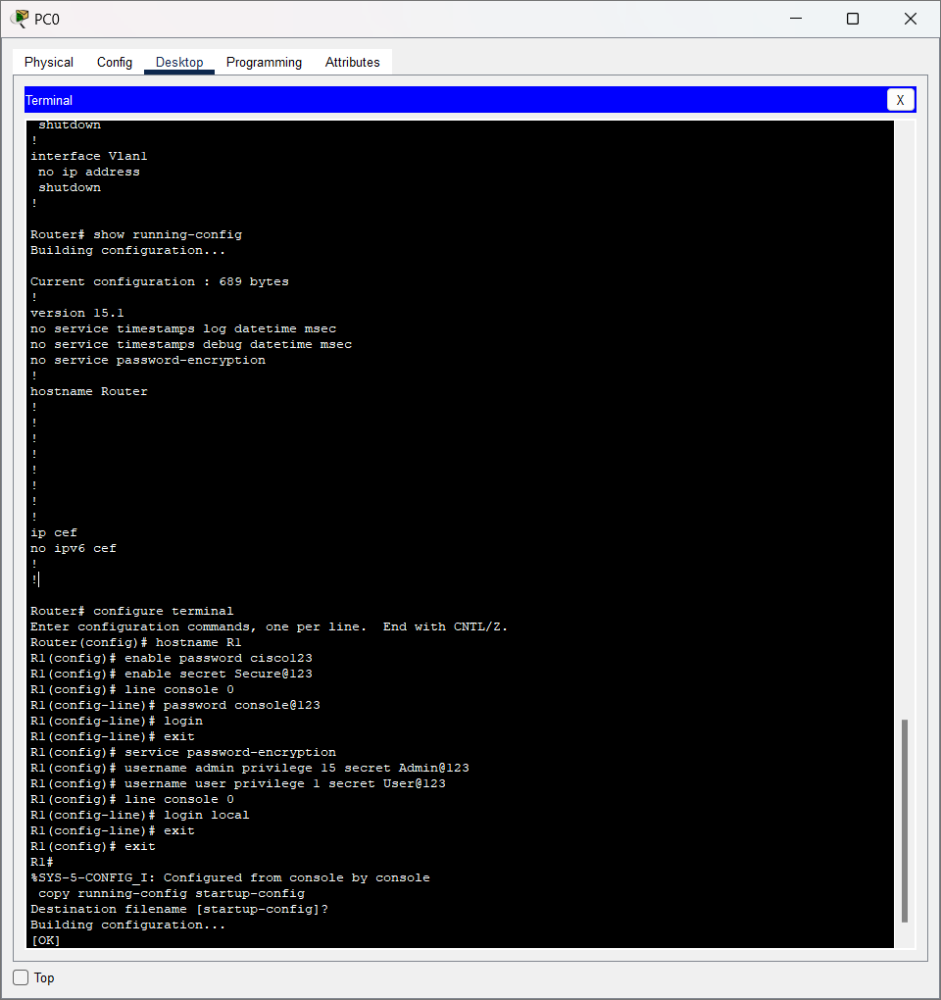 PC0
Physical Config Desktop Programming Attributes
Terminal X
shutdown
!
interface Vlan1
no ip address
shutdown
!
Router# show running-config
Building configuration...
Current configuration : 689 bytes
!
version 15.1
no service timestamps log datetime msec
no service timestamps debug datetime msec
no service password-encryption
!
hostname Router
!
!
!
!
!
!
!
!
ip cef
no ipv6 cef
!
!
Router# configure terminal
Enter configuration commands, one per line.  End with CNTL/Z.
Router(config)# hostname R1
R1(config)# enable password cisco123
R1(config)# enable secret Secure@123
R1(config)# line console 0
R1(config-line)# password console@123
R1(config-line)# login
R1(config-line)# exit
R1(config)# service password-encryption
R1(config)# username admin privilege 15 secret Admin@123
R1(config)# username user privilege 1 secret User@123
R1(config)# line console 0
R1(config-line)# login local
R1(config-line)# exit
R1(config)# exit
R1#
%SYS-5-CONFIG_I: Configured from console by console
copy running-config startup-config
Destination filename [startup-config]?
Building configuration...
[OK]
Top